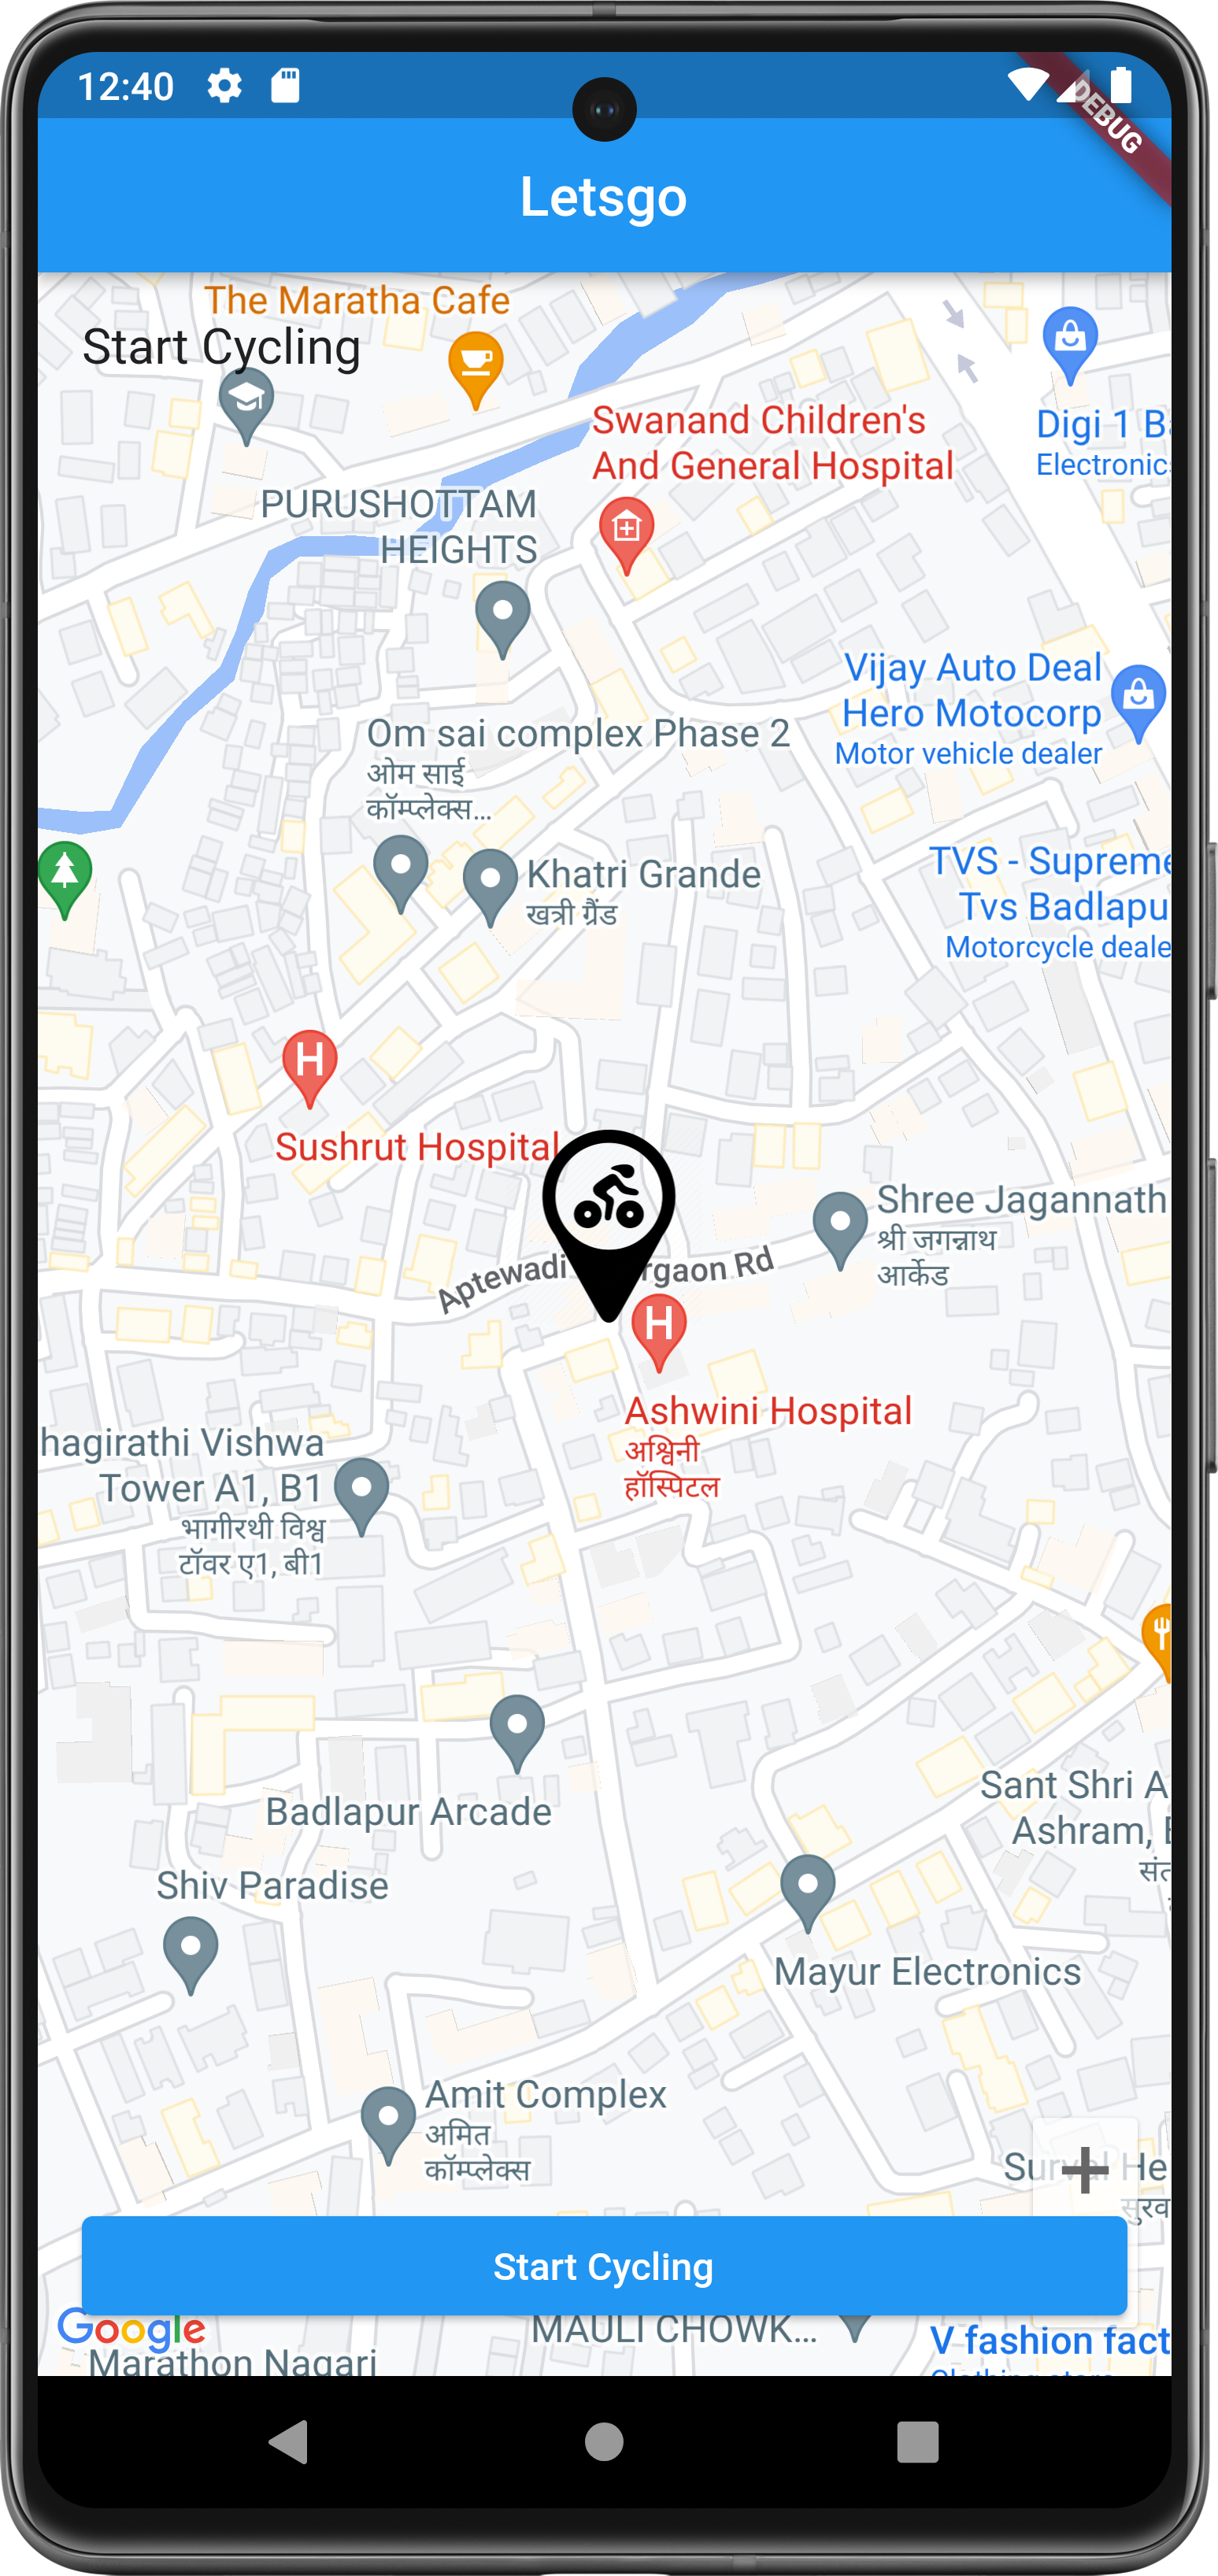 12:40
DEBUG
Letsgo
The Maratha Cafe
Start Cycling
Swanand Children's
And General Hospital
Digi 1 B
Electronic
PURUSHOTTAM
HEIGHTS
Vijay Auto Deal
Hero Motocorp
Motor vehicle dealer
Om sai complex Phase 2
ओम साई
कॉम्प्लेक्स...
Khatri Grande
खत्री ग्रैंड
TVS - Supreme
Tvs Badlapu
Motorcycle deale
H
Sushrut Hospital
Shree Jagannath
श्री जगन्नाथ
आर्केड
Aptewadi rgaon Rd
H
Ashwini Hospital
अश्विनी
हॉस्पिटल
hagirathi Vishwa
Tower A1, B1
भागीरथी विश्व
टॉवर ए1, बी1
Badlapur Arcade
Sant Shri A
Ashram,
संत
Shiv Paradise
Mayur Electronics
Amit Complex
अमित
कॉम्प्लेक्स
He
सुरव
Start Cycling
Google
MAULI CHOWK...
V fashion fact
Marathon Nagari
Clothing store